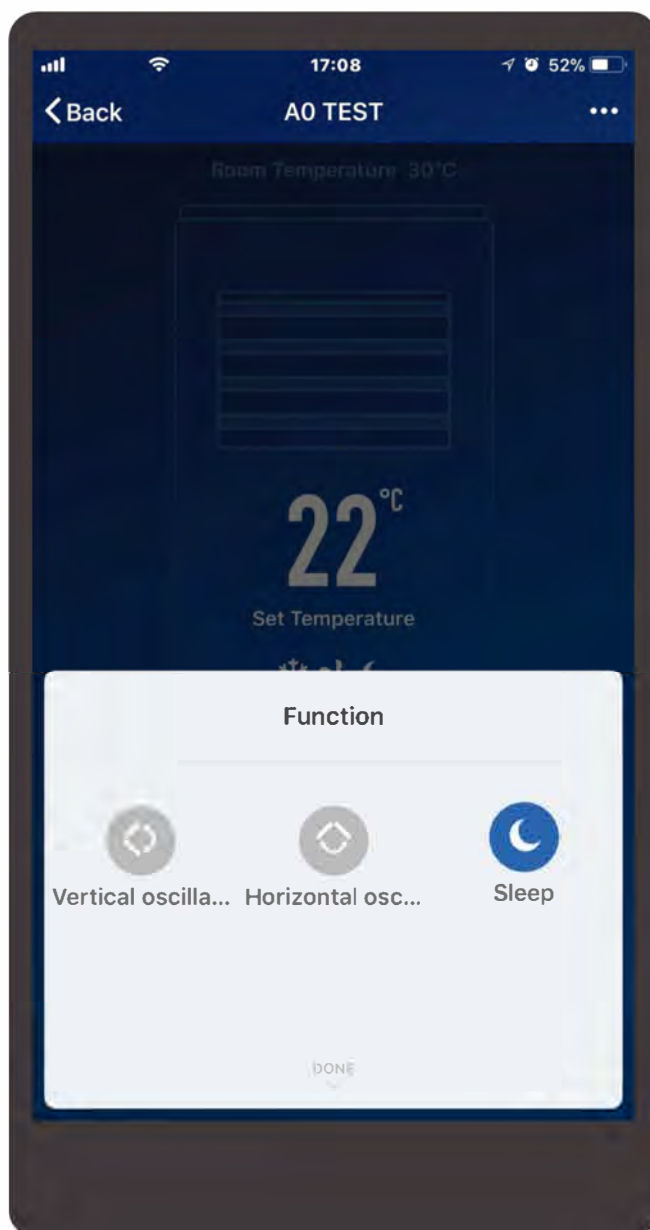 17:08 52%
Back A0 TEST
Room Temperature 30°C
22°C
Set Temperature
Function
Vertical oscilla... Horizontal osc... Sleep
DONE